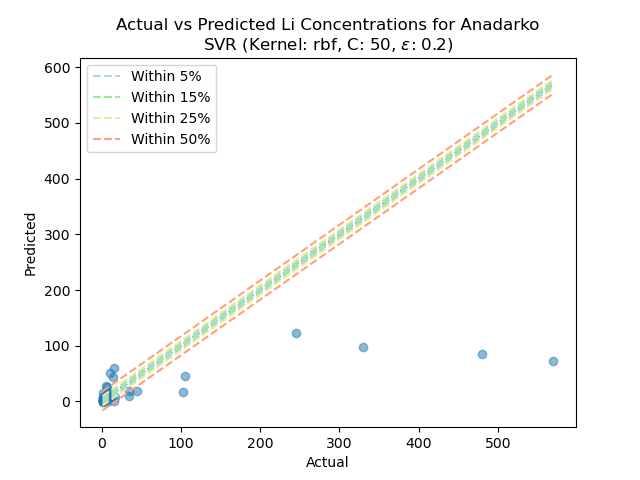 Actual vs Predicted Li Concentrations for Anadarko
SVR (Kernel: rbf, C: 50, ε: 0.2)
Within 5%
Within 15%
Within 25%
Within 50%
600
500
400
300
200
100
0
Predicted
0 100 200 300 400 500
Actual